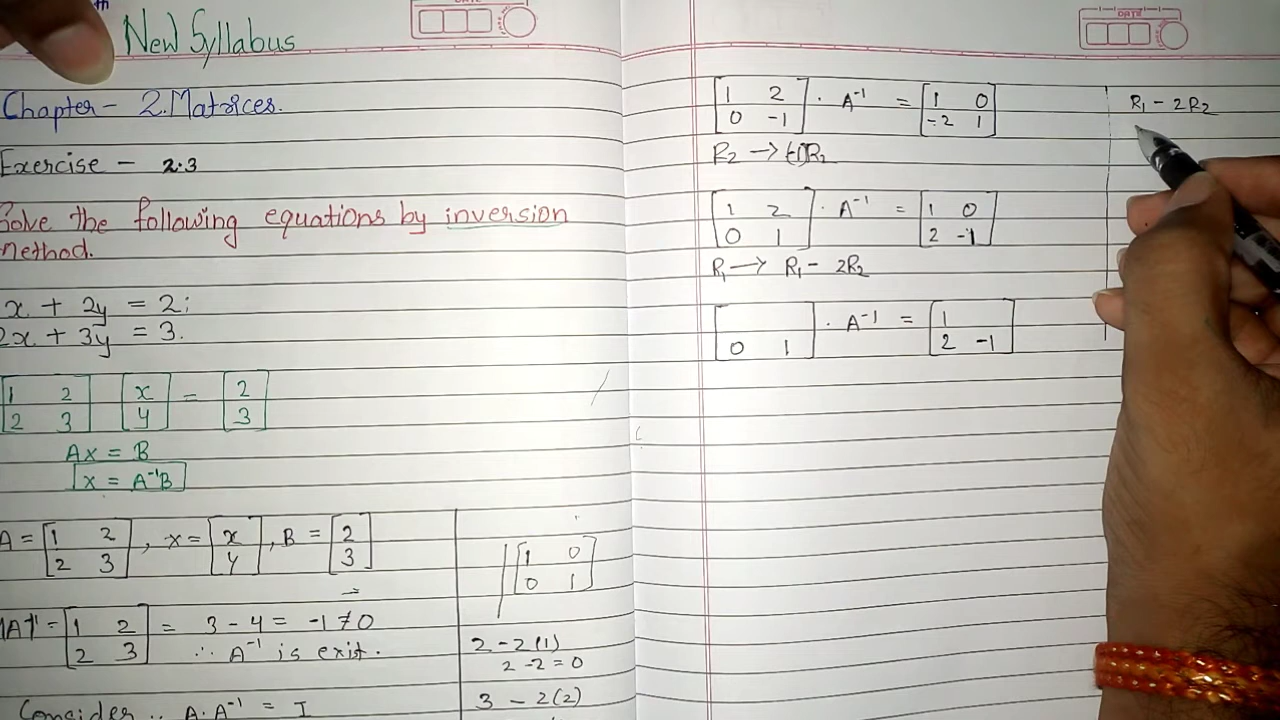 th
New Syllabus
Chapter - 2. Matrices.
Exercise - 2.3
Solve the following equations by inversion
method.
x + 2y = 2;
2x + 3y = 3.
[1 2 [x = [2
2 3] y] 3]
Ax = B
x = A⁻¹B
A = [1 2 , x = [x , B = [2
2 3] y] 3]
|A| = [1 2 = 3 - 4 = -1 ≠ 0
2 3] ∴ A⁻¹ is exit.
Consider :. A. A⁻¹ = I
[1 0
0 1]
2 - 2(1)
2 - 2 = 0
3 - 2(2)
DATE
[1 2 . A⁻¹ = [1 0
0 -1] -2 1]
R₂ → (-1)R₂
[1 2 . A⁻¹ = [1 0
0 1] 2 -1]
R₁ → R₁ - 2R₂
[ . A⁻¹ = [1
0 1] 2 -1]
R₁ - 2R₂